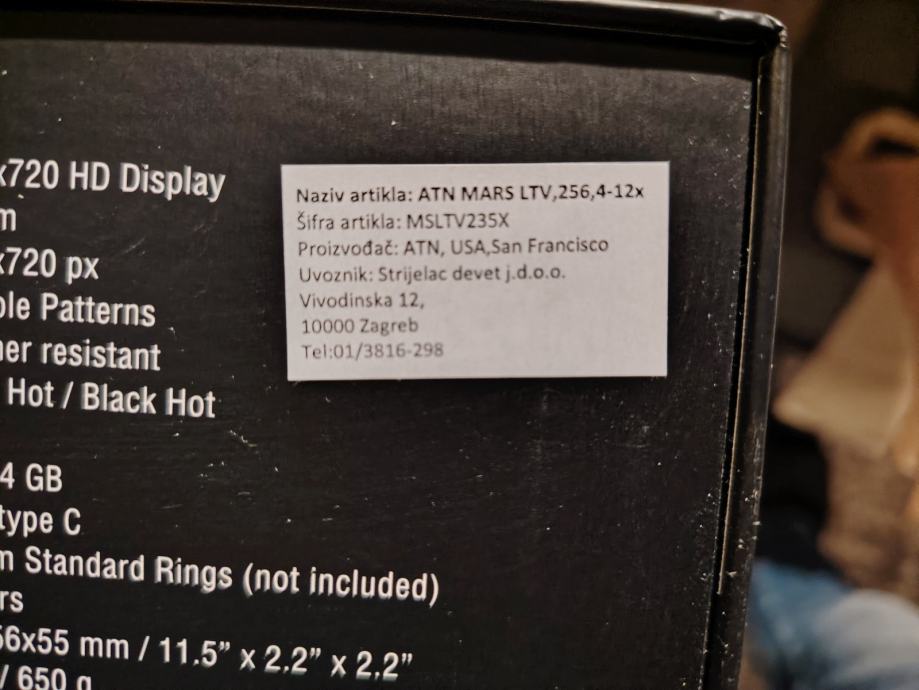 x720 HD Display
m
x720 px
ple Patterns
her resistant
Hot / Black Hot
4 GB
type C
m Standard Rings (not included)
rs
56x55 mm / 11.5” x 2.2” x 2.2”
/ 650 g
Naziv artikla: ATN MARS LTV,256,4-12x
Šifra artikla: MSLTV235X
Proizvođač: ATN, USA,San Francisco
Uvoznik: Strijelac devet j.d.o.o.
Vivodinska 12,
10000 Zagreb
Tel:01/3816-298